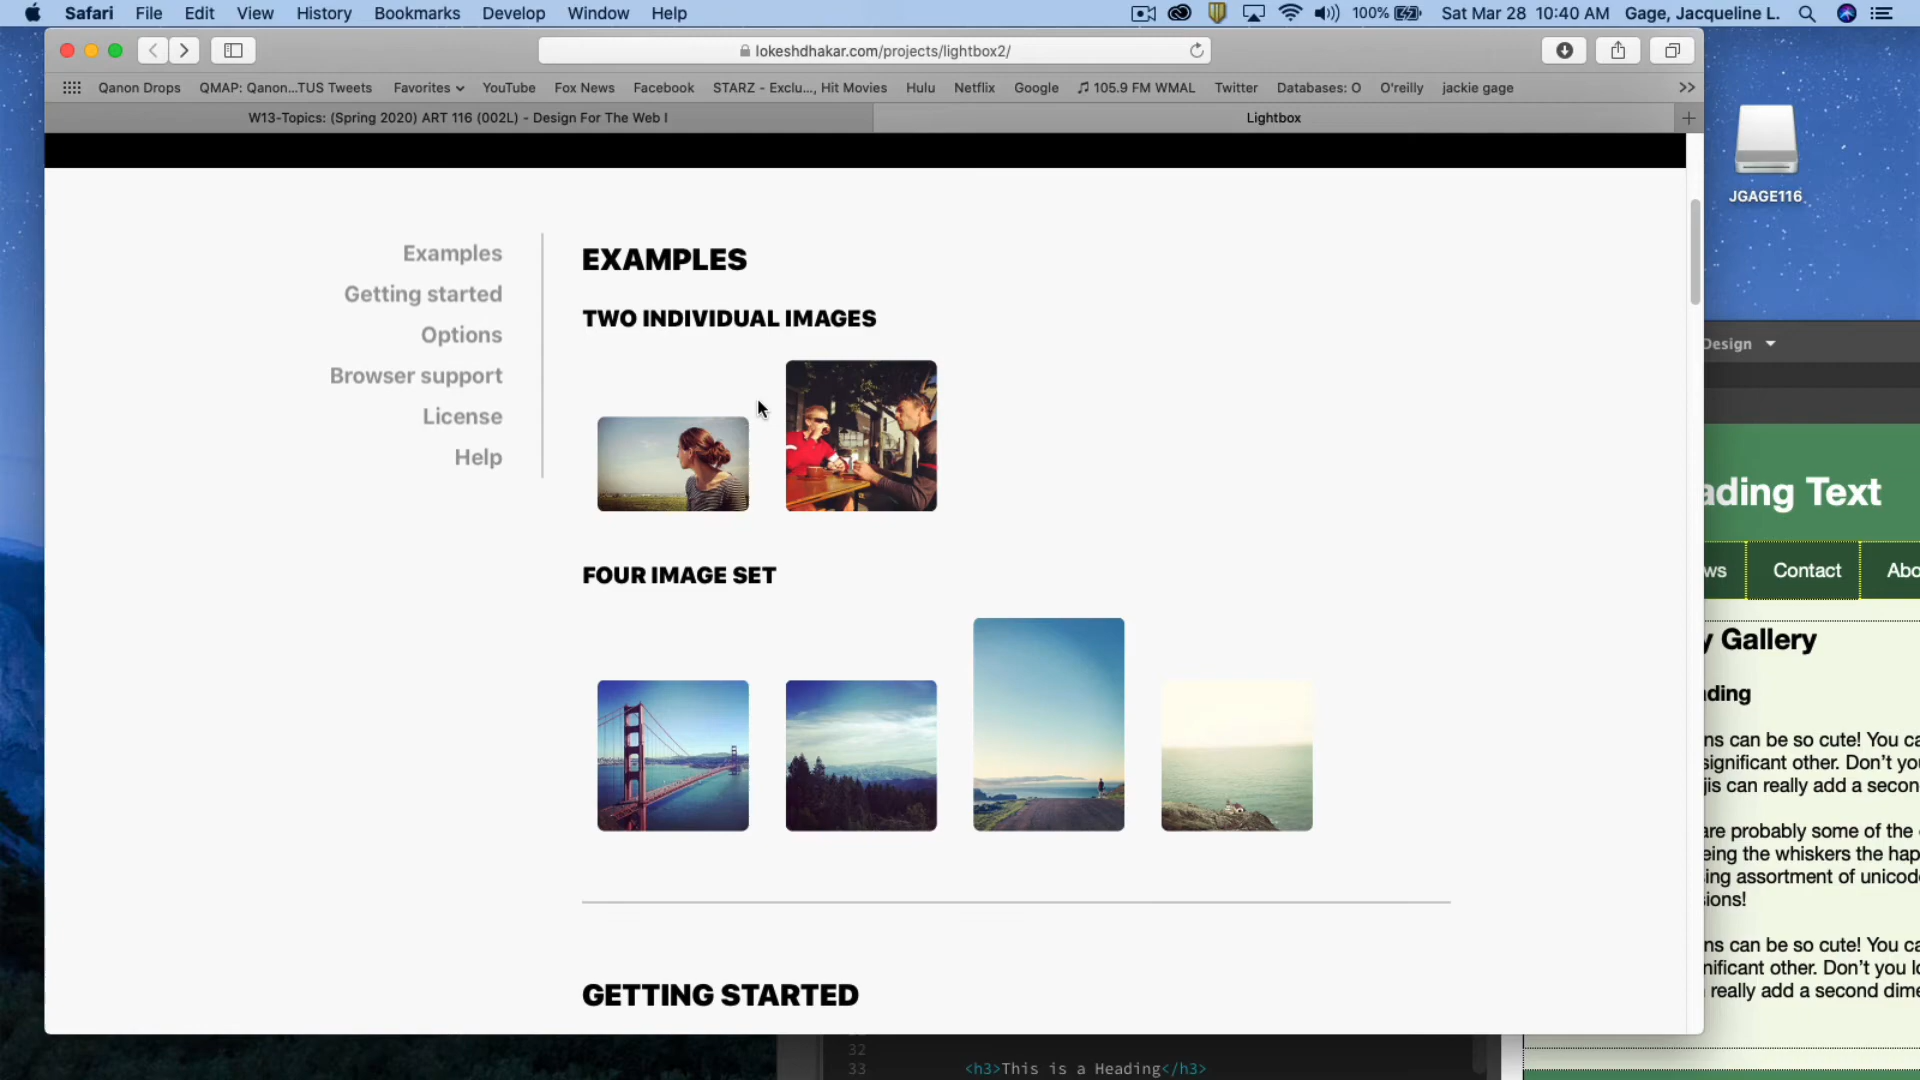 Safari File Edit View History Bookmarks Develop Window Help 100% Sat Mar 28 10:40 AM Gage, Jacqueline L.
lokeshdhakar.com/projects/lightbox2/
Qanon Drops QMAP: Qanon...TUS Tweets Favorites YouTube Fox News Facebook STARZ - Exclu..., Hit Movies Hulu Netflix Google 105.9 FM WMAL Twitter Databases: O O'reilly jackie gage
W13-Topics: (Spring 2020) ART 116 (002L) - Design For The Web I Lightbox
JGAGE116
Examples
Getting started
Options
Browser support
License
Help
EXAMPLES
TWO INDIVIDUAL IMAGES
FOUR IMAGE SET
GETTING STARTED
Design
ading Text
ws Contact Abo
y Gallery
ding
ns can be so cute! You ca
significant other. Don't you
jis can really add a secon
are probably some of the
eing the whiskers the hap
ing assortment of unicode
sions!
ns can be so cute! You ca
nificant other. Don't you lo
really add a second dime
32
33 <h3>This is a Heading</h3>